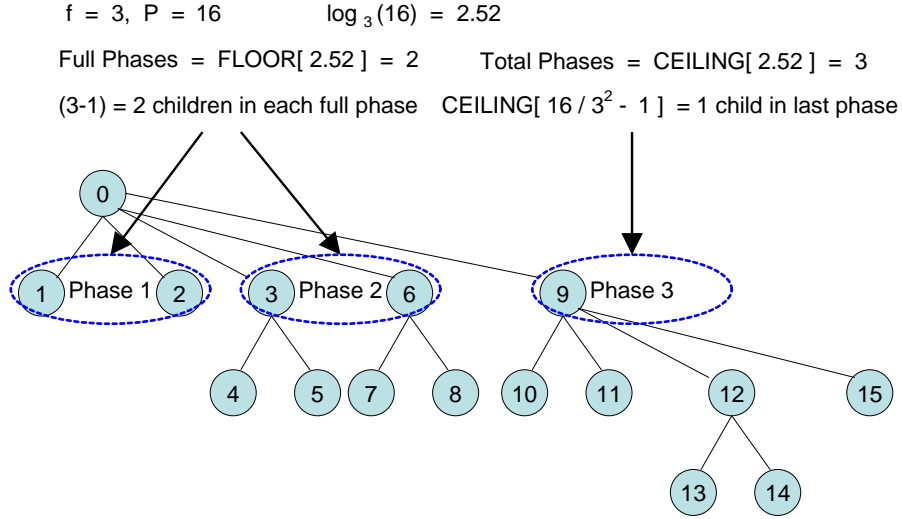 f = 3, P = 16 log ₃(16) = 2.52
Full Phases = FLOOR[ 2.52 ] = 2 Total Phases = CEILING[ 2.52 ] = 3
(3-1) = 2 children in each full phase CEILING[ 16 / 3² - 1 ] = 1 child in last phase
0
1 Phase 1 2 3 Phase 2 6 9 Phase 3
4 5 7 8 10 11 12 15
13 14